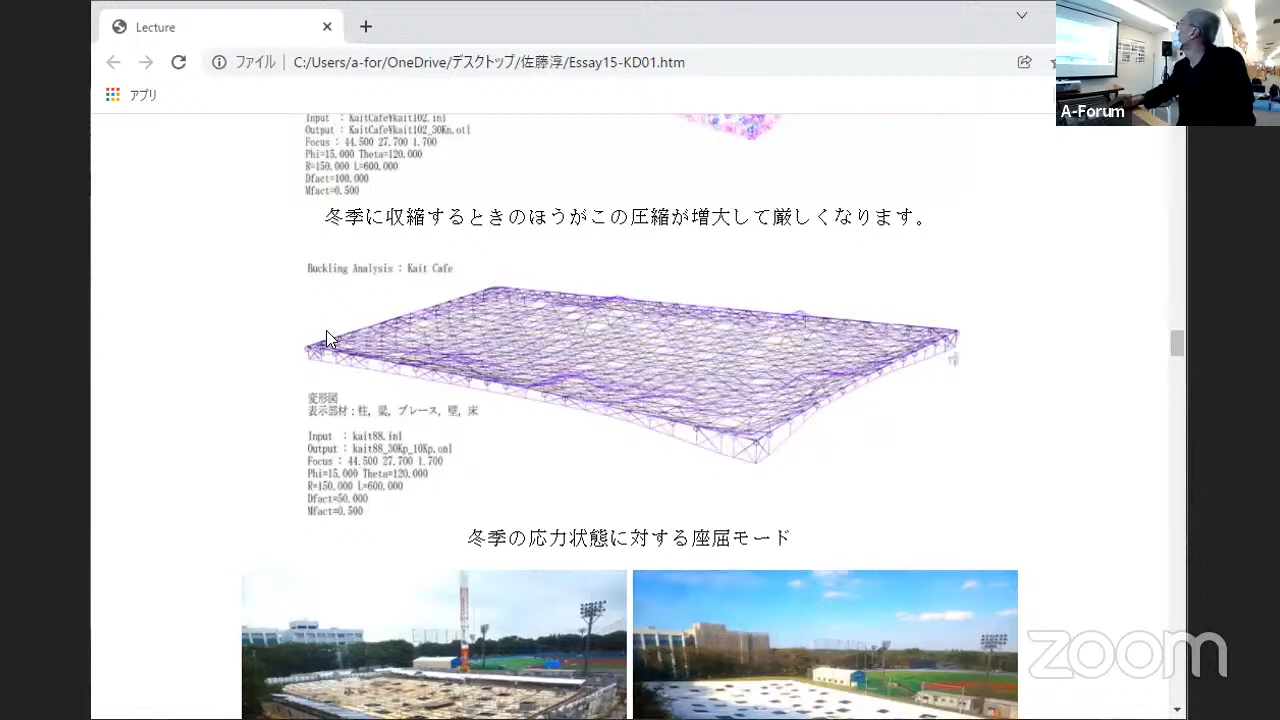 Lecture
ファイル
C:/Users/a-for/OneDrive/デスクトップ/佐藤淳/Essay15-KD01.htm
アプリ
A-Forum
Input : KaitCafe¥kait102.inl
Output : KaitCafe¥kait102_30Kn.otl
Focus : 44.500 27.700 1.700
Phi=15.000 Theta=120.000
R=150.000 L=600.000
Dfact=100.000
Mfact=0.500
冬季に収縮するときのほうがこの圧縮が増大して厳しくなります。
Buckling Analysis : Kait Cafe
変形図
表示部材：柱, 梁, ブレース, 壁, 床
Input : kait88.inl
Output : kait88_30Kp_10Kp.onl
Focus : 44.500 27.700 1.700
Phi=15.000 Theta=120.000
R=150.000 L=600.000
Dfact=50.000
Mfact=0.500
冬季の応力状態に対する座屈モード
zoom